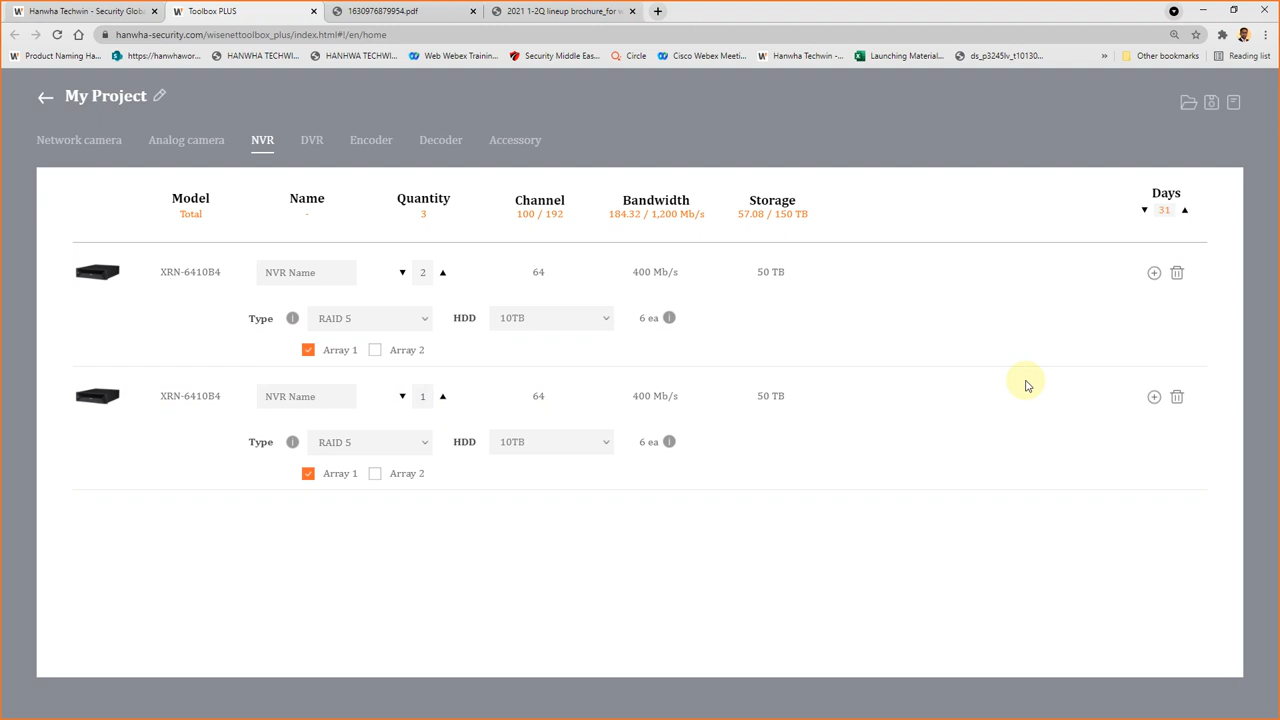 Hanwha Techwin - Security Globa
Toolbox PLUS
1630976879954.pdf
2021 1-2Q lineup brochure_for w
hanwha-security.com/wisenettoolbox_plus/index.html#!/en/home
Product Naming Ha...
https://hanwhawor...
HANWHA TECHWI...
HANHWA TECHWI...
Web Webex Trainin...
Security Middle Eas...
Circle
Cisco Webex Meetin...
Hanwha Techwin -...
Launching Material...
ds_p3245lv_t10130...
»
Other bookmarks
Reading list
My Project
Network camera
Analog camera
NVR
DVR
Encoder
Decoder
Accessory
Model
Name
Quantity
Channel
Bandwidth
Storage
Days
Total
-
3
100 / 192
184.32 / 1,200 Mb/s
57.08 / 150 TB
31
XRN-6410B4
NVR Name
2
64
400 Mb/s
50 TB
Type
RAID 5
HDD
10TB
6 ea
Array 1
Array 2
XRN-6410B4
NVR Name
1
64
400 Mb/s
50 TB
Type
RAID 5
HDD
10TB
6 ea
Array 1
Array 2